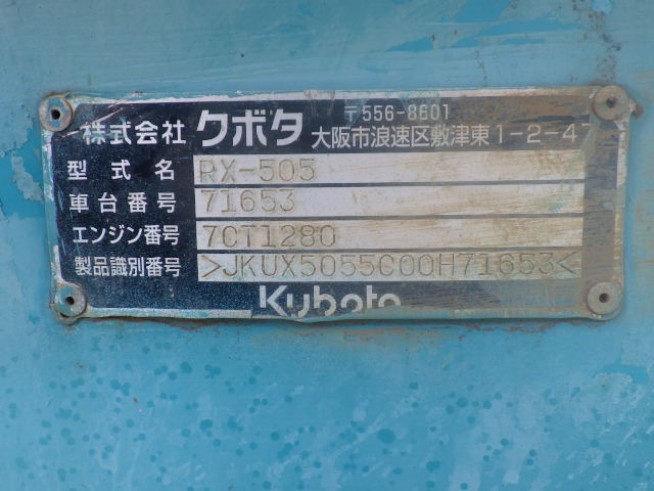 株式会社 クボタ 〒556-8601
大阪市浪速区敷津東1-2-47
型式名 RX-505
車台番号 71653
エンジン番号 7CT1280
製品識別番号 >JKUX5055C00H71653<
Kubota